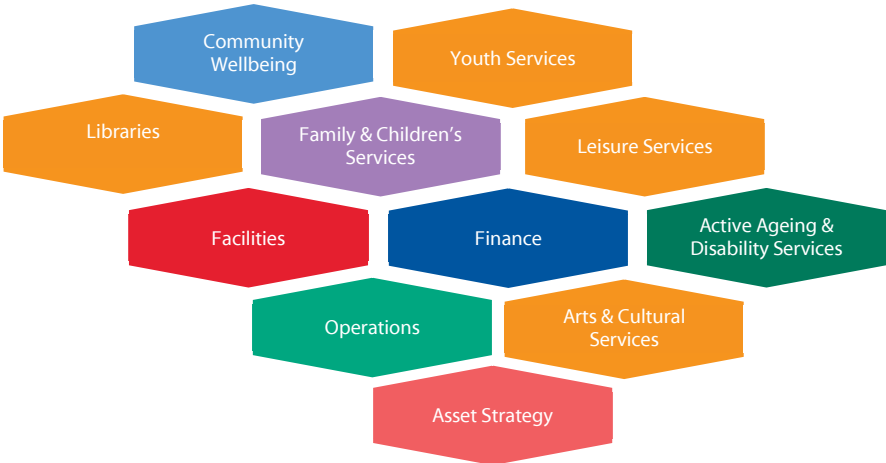 Community
Wellbeing
Youth Services
Libraries
Family & Children's
Services
Leisure Services
Facilities
Finance
Active Ageing &
Disability Services
Operations
Arts & Cultural
Services
Asset Strategy